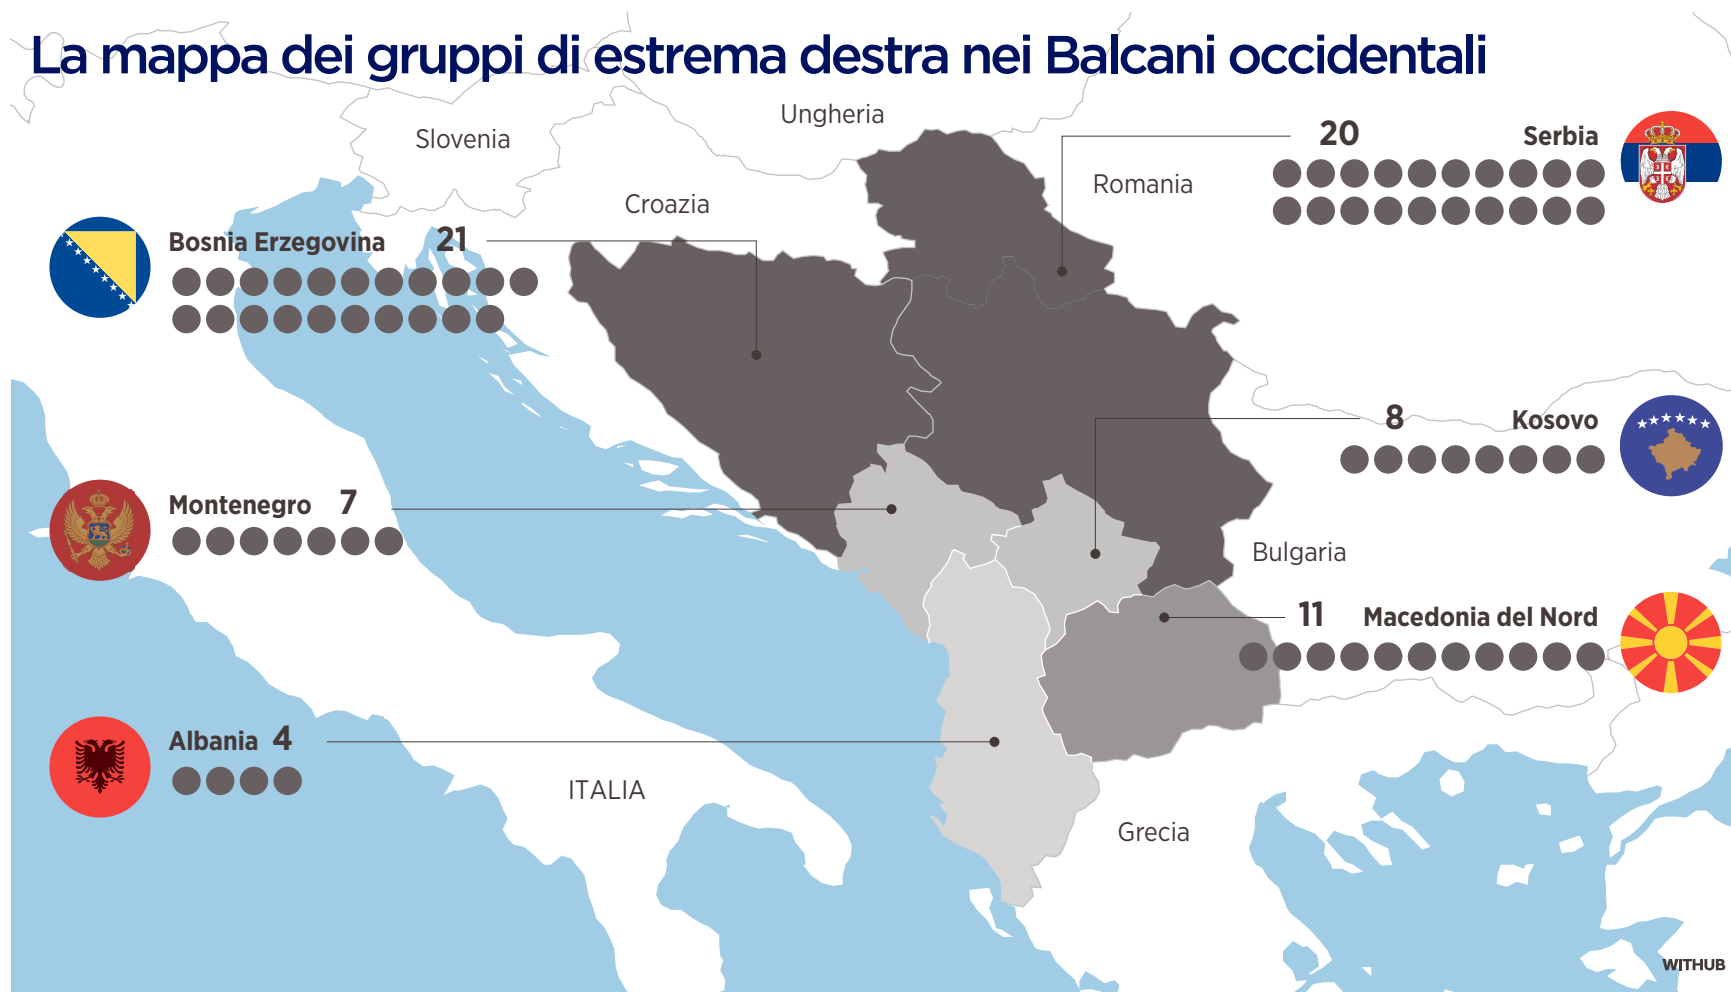 La mappa dei gruppi di estrema destra nei Balcani occidentali
Ungheria
Slovenia
20 Serbia
Romania
Croazia
Bosnia Erzegovina 21
8 Kosovo
Montenegro 7
Bulgaria
11 Macedonia del Nord
Albania 4
ITALIA
Grecia
WITHUB